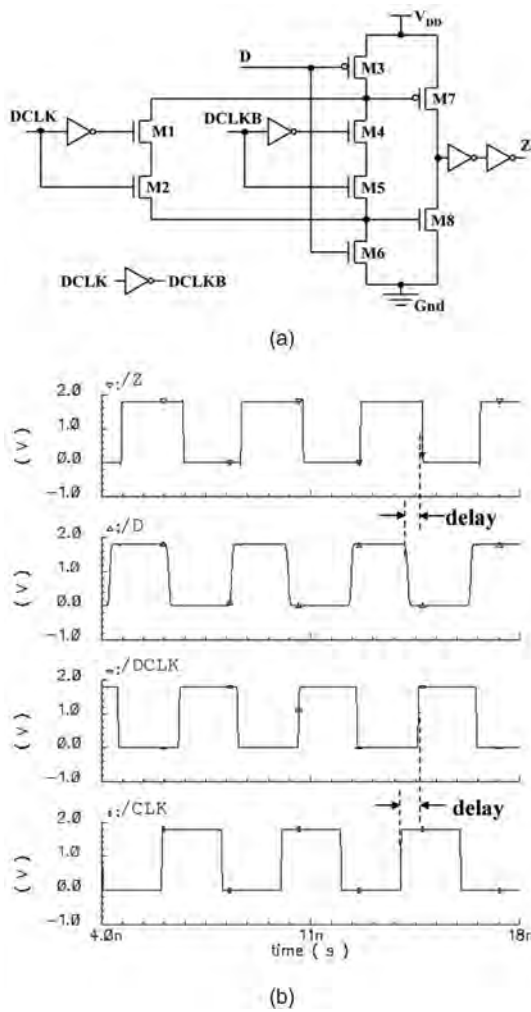 V_DD
D
M3
M7
DCLK
M1
DCLKB
M4
Z
M2
M5
M8
M6
DCLK
DCLKB
Gnd
(a)
▽:/Z
2.0
1.0
0.0
-1.0
(V)
delay
△:/D
2.0
1.0
0.0
-1.0
(V)
:/DCLK
2.0
1.0
0.0
-1.0
(V)
delay
:/CLK
2.0
1.0
0.0
-1.0
(V)
4.0n
11n
18n
time (s)
(b)